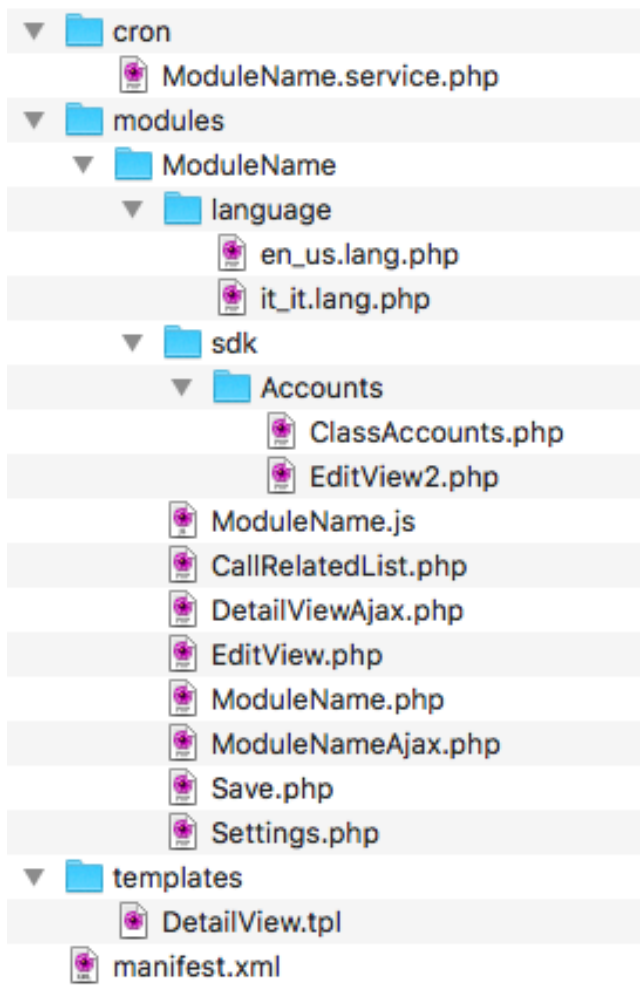 cron
ModuleName.service.php
modules
ModuleName
language
en_us.lang.php
it_it.lang.php
sdk
Accounts
ClassAccounts.php
EditView2.php
ModuleName.js
CallRelatedList.php
DetailViewAjax.php
EditView.php
ModuleName.php
ModuleNameAjax.php
Save.php
Settings.php
templates
DetailView.tpl
manifest.xml